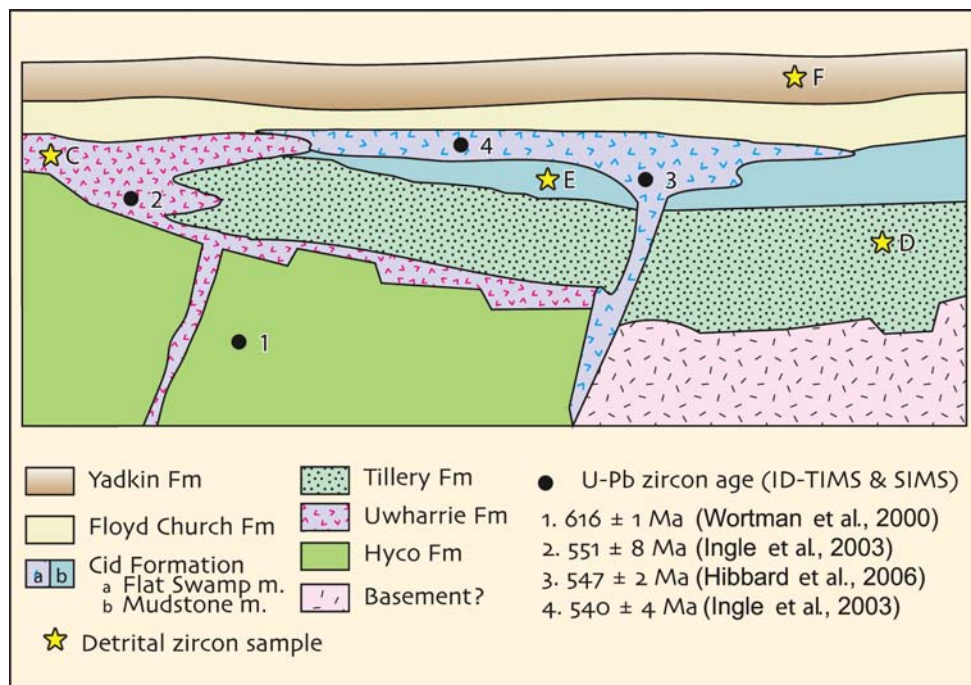 F
C
4
E
3
2
D
1
Yadkin Fm
Floyd Church Fm
a b Cid Formation
a Flat Swamp m.
b Mudstone m.
Detrital zircon sample
Tillery Fm
Uwharrie Fm
Hyco Fm
Basement?
U-Pb zircon age (ID-TIMS & SIMS)
1. 616 ± 1 Ma (Wortman et al., 2000)
2. 551 ± 8 Ma (Ingle et al., 2003)
3. 547 ± 2 Ma (Hibbard et al., 2006)
4. 540 ± 4 Ma (Ingle et al., 2003)